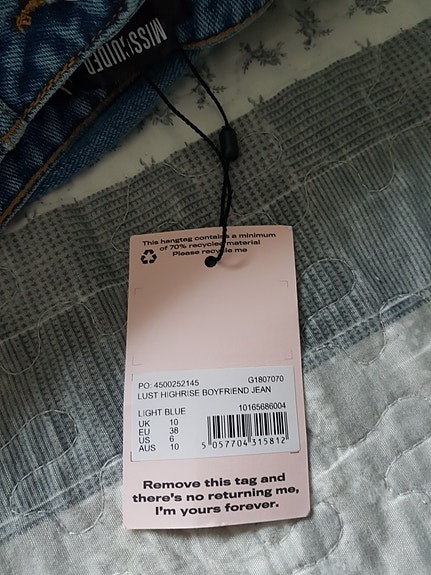 MISSGUIDED
This hangtag contains a minimum
of 70% recycled material
Please recycle me
PO: 4500252145 G1807070
LUST HIGHRISE BOYFRIEND JEAN
LIGHT BLUE 10165686004
UK 10
EU 38
US 6
AUS 10
5 057704 315812
Remove this tag and
there's no returning me,
I'm yours forever.